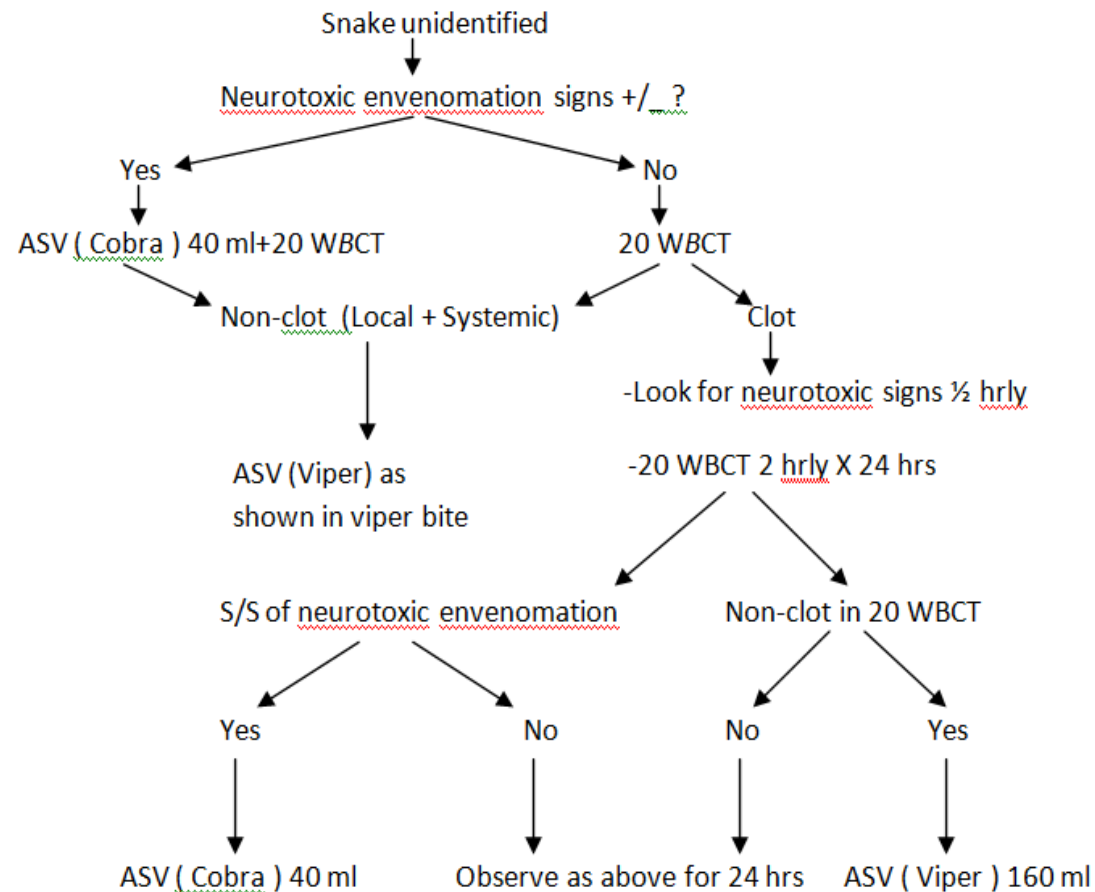 Snake unidentified
Neurotoxic envenomation signs +/_ ?
Yes
No
ASV ( Cobra ) 40 ml+20 WBCT
20 WBCT
Non-clot (Local + Systemic)
Clot
-Look for neurotoxic signs ½ hrly
-20 WBCT 2 hrly X 24 hrs
ASV (Viper) as
shown in viper bite
S/S of neurotoxic envenomation
Non-clot in 20 WBCT
Yes
No
No
Yes
ASV ( Cobra ) 40 ml
Observe as above for 24 hrs
ASV ( Viper ) 160 ml